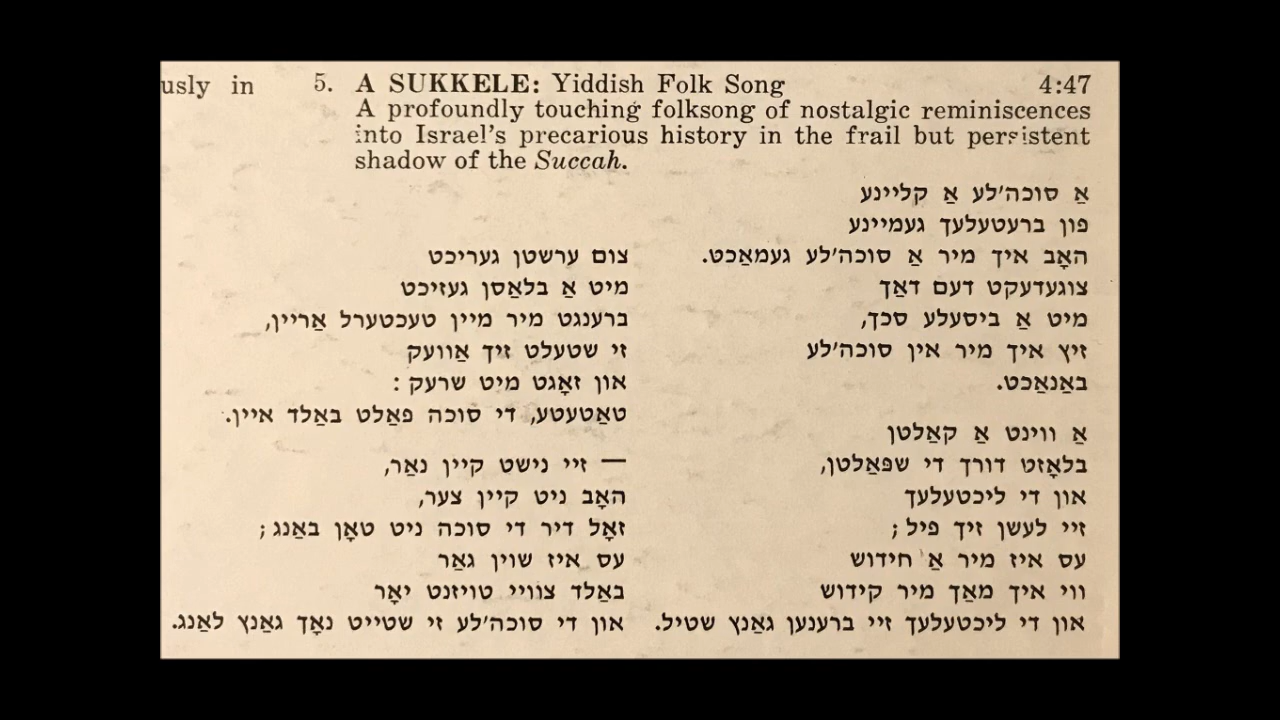 usly in
5. A SUKKELE: Yiddish Folk Song 4:47
A profoundly touching folksong of nostalgic reminiscences
into Israel's precarious history in the frail but persistent
shadow of the Succah.
אַ סוכה'לע אַ קליינע
פון ברעטעלעך געמיינע
האָב איך מיר אַ סוכה'לע געמאַכט.
צוגעדעקט דעם דאַך
מיט אַ ביסעלע סכך,
זיץ איך מיר אין סוכה'לע
באַנאַכט.
אַ ווינט אַ קאַלטן
בלאָזט דורך די שפּאַלטן,
און די ליכטעלעך
זיי לעשן זיך פיל;
עס איז מיר אַ חידוש
ווי איך מאַך מיר קידוש
און די ליכטעלעך זיי ברענען גאַנץ שטיל.
צום ערשטן געריכט
מיט אַ בלאַסן געזיכט
ברענגט מיר מיין טעכטערל אַריין,
זי שטעלט זיך אַוועק
און זאָגט מיט שרעק:
טאַטעטע, די סוכה פאַלט באַלד איין.
— זיי נישט קיין נאַר,
האָב ניט קיין צער,
זאָל דיר די סוכה ניט טאָן באַנג;
עס איז שוין גאַר
באַלד צוויי טויזנט יאָר
און די סוכה'לע זי שטייט נאָך גאַנץ לאַנג.